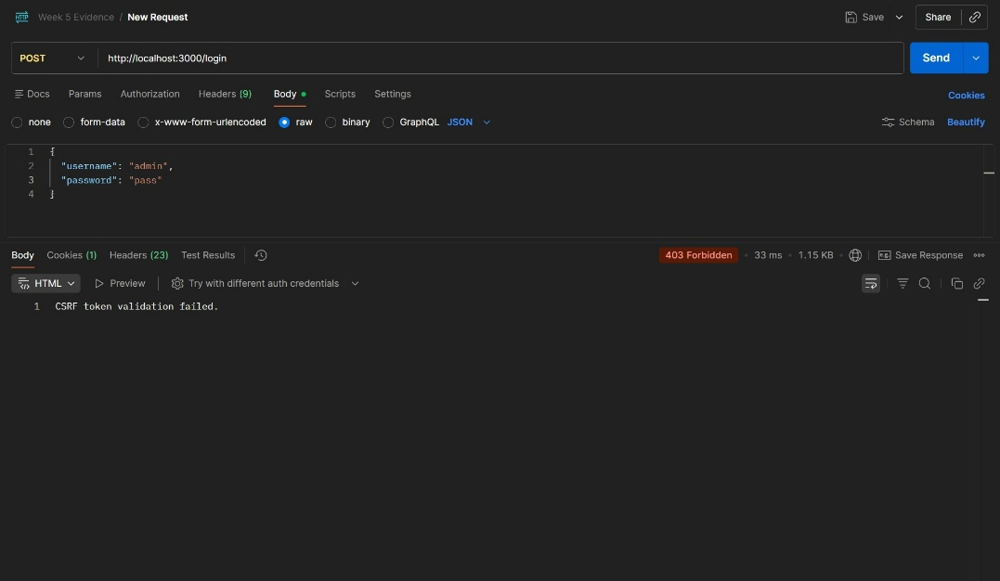 HTTP Week 5 Evidence / New Request Save Share
POST http://localhost:3000/login Send
Docs Params Authorization Headers (9) Body Scripts Settings Cookies
none form-data x-www-form-urlencoded raw binary GraphQL JSON Schema Beautify
1 {
2 "username": "admin",
3 "password": "pass"
4 }
Body Cookies (1) Headers (23) Test Results 403 Forbidden 33 ms 1.15 KB e.g. Save Response
HTML Preview Try with different auth credentials
1 CSRF token validation failed.